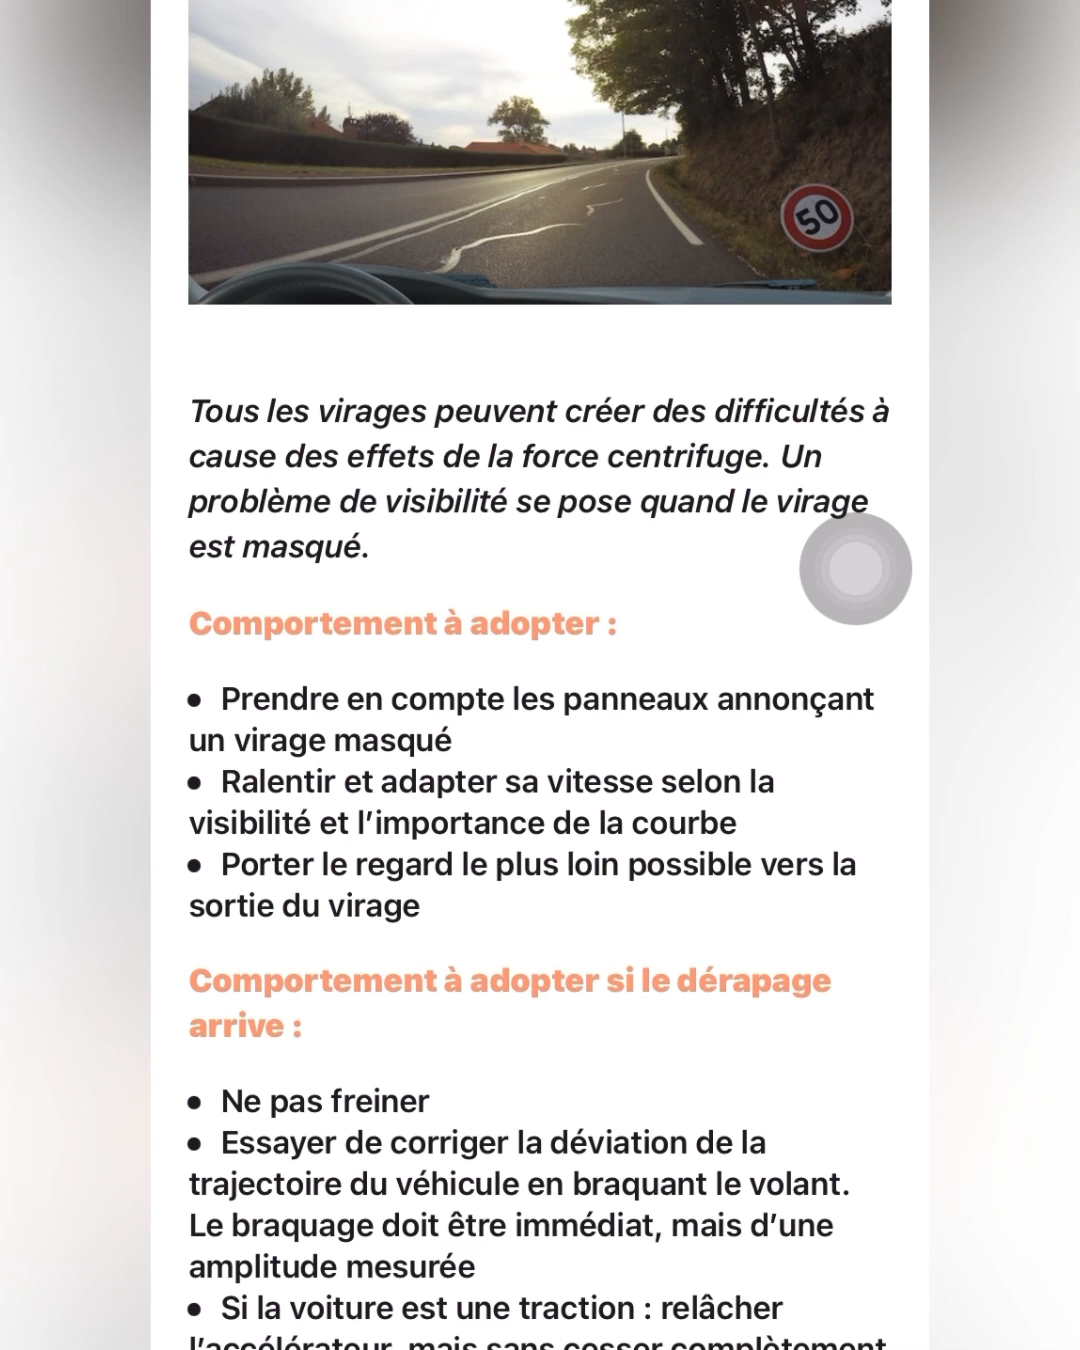 50
Tous les virages peuvent créer des difficultés à
cause des effets de la force centrifuge. Un
problème de visibilité se pose quand le virage
est masqué.
Comportement à adopter :
• Prendre en compte les panneaux annonçant
un virage masqué
• Ralentir et adapter sa vitesse selon la
visibilité et l’importance de la courbe
• Porter le regard le plus loin possible vers la
sortie du virage
Comportement à adopter si le dérapage
arrive :
• Ne pas freiner
• Essayer de corriger la déviation de la
trajectoire du véhicule en braquant le volant.
Le braquage doit être immédiat, mais d’une
amplitude mesurée
• Si la voiture est une traction : relâcher
l’accélérateur, mais sans cesser complètement